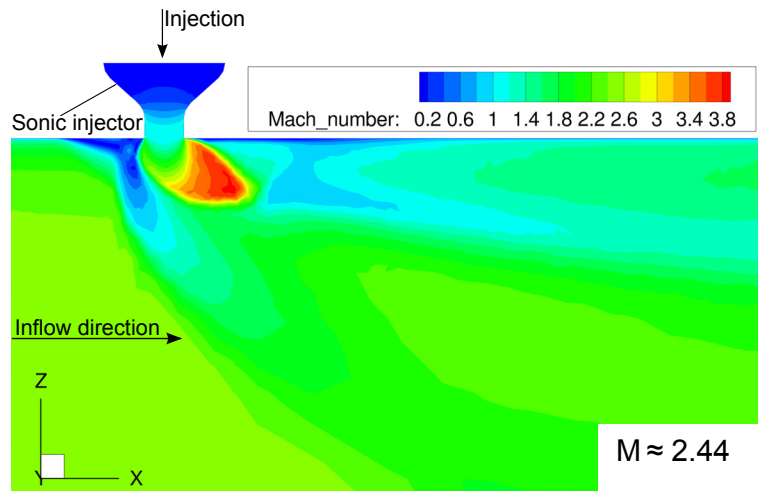 Injection
Sonic injector
Mach_number: 0.2 0.6 1 1.4 1.8 2.2 2.6 3 3.4 3.8
Inflow direction
Z
Y X
M ≈ 2.44